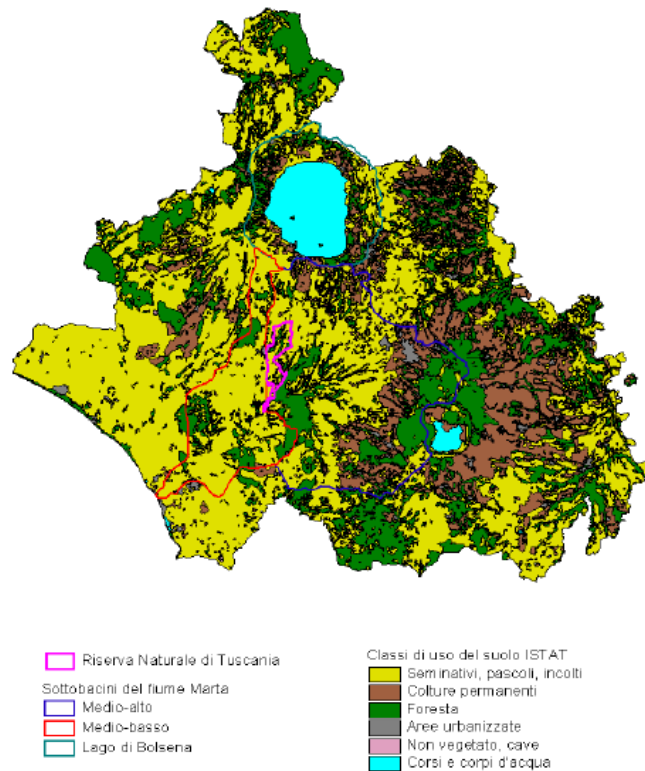 Riserva Naturale di Tuscania
Sottobacini del fiume Marta
Medio-alto
Medio-basso
Lago di Bolsena
Classi di uso del suolo ISTAT
Seminativi, pascoli, incolti
Colture permanenti
Foresta
Aree urbanizzate
Non vegetato, cave
Corsi e corpi d'acqua